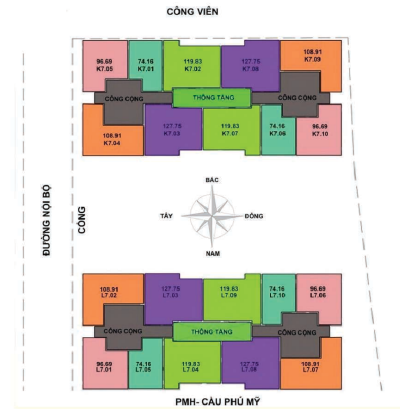 CÔNG VIÊN
96.69
K7.05
74.16
K7.01
119.83
K7.02
127.75
K7.08
108.91
K7.09
CÔNG CỘNG
THÔNG TẦNG
CÔNG CỘNG
108.91
K7.04
127.75
K7.03
119.83
K7.07
74.16
K7.06
96.69
K7.10
ĐƯỜNG NỘI BỘ
CỔNG
BẮC
TÂY
ĐÔNG
NAM
108.91
L7.02
127.75
L7.03
119.83
L7.09
74.16
L7.10
96.69
L7.06
CÔNG CỘNG
THÔNG TẦNG
CÔNG CỘNG
96.69
L7.01
74.16
L7.05
119.83
L7.04
127.75
L7.08
108.91
L7.07
PMH- CẦU PHÚ MỸ